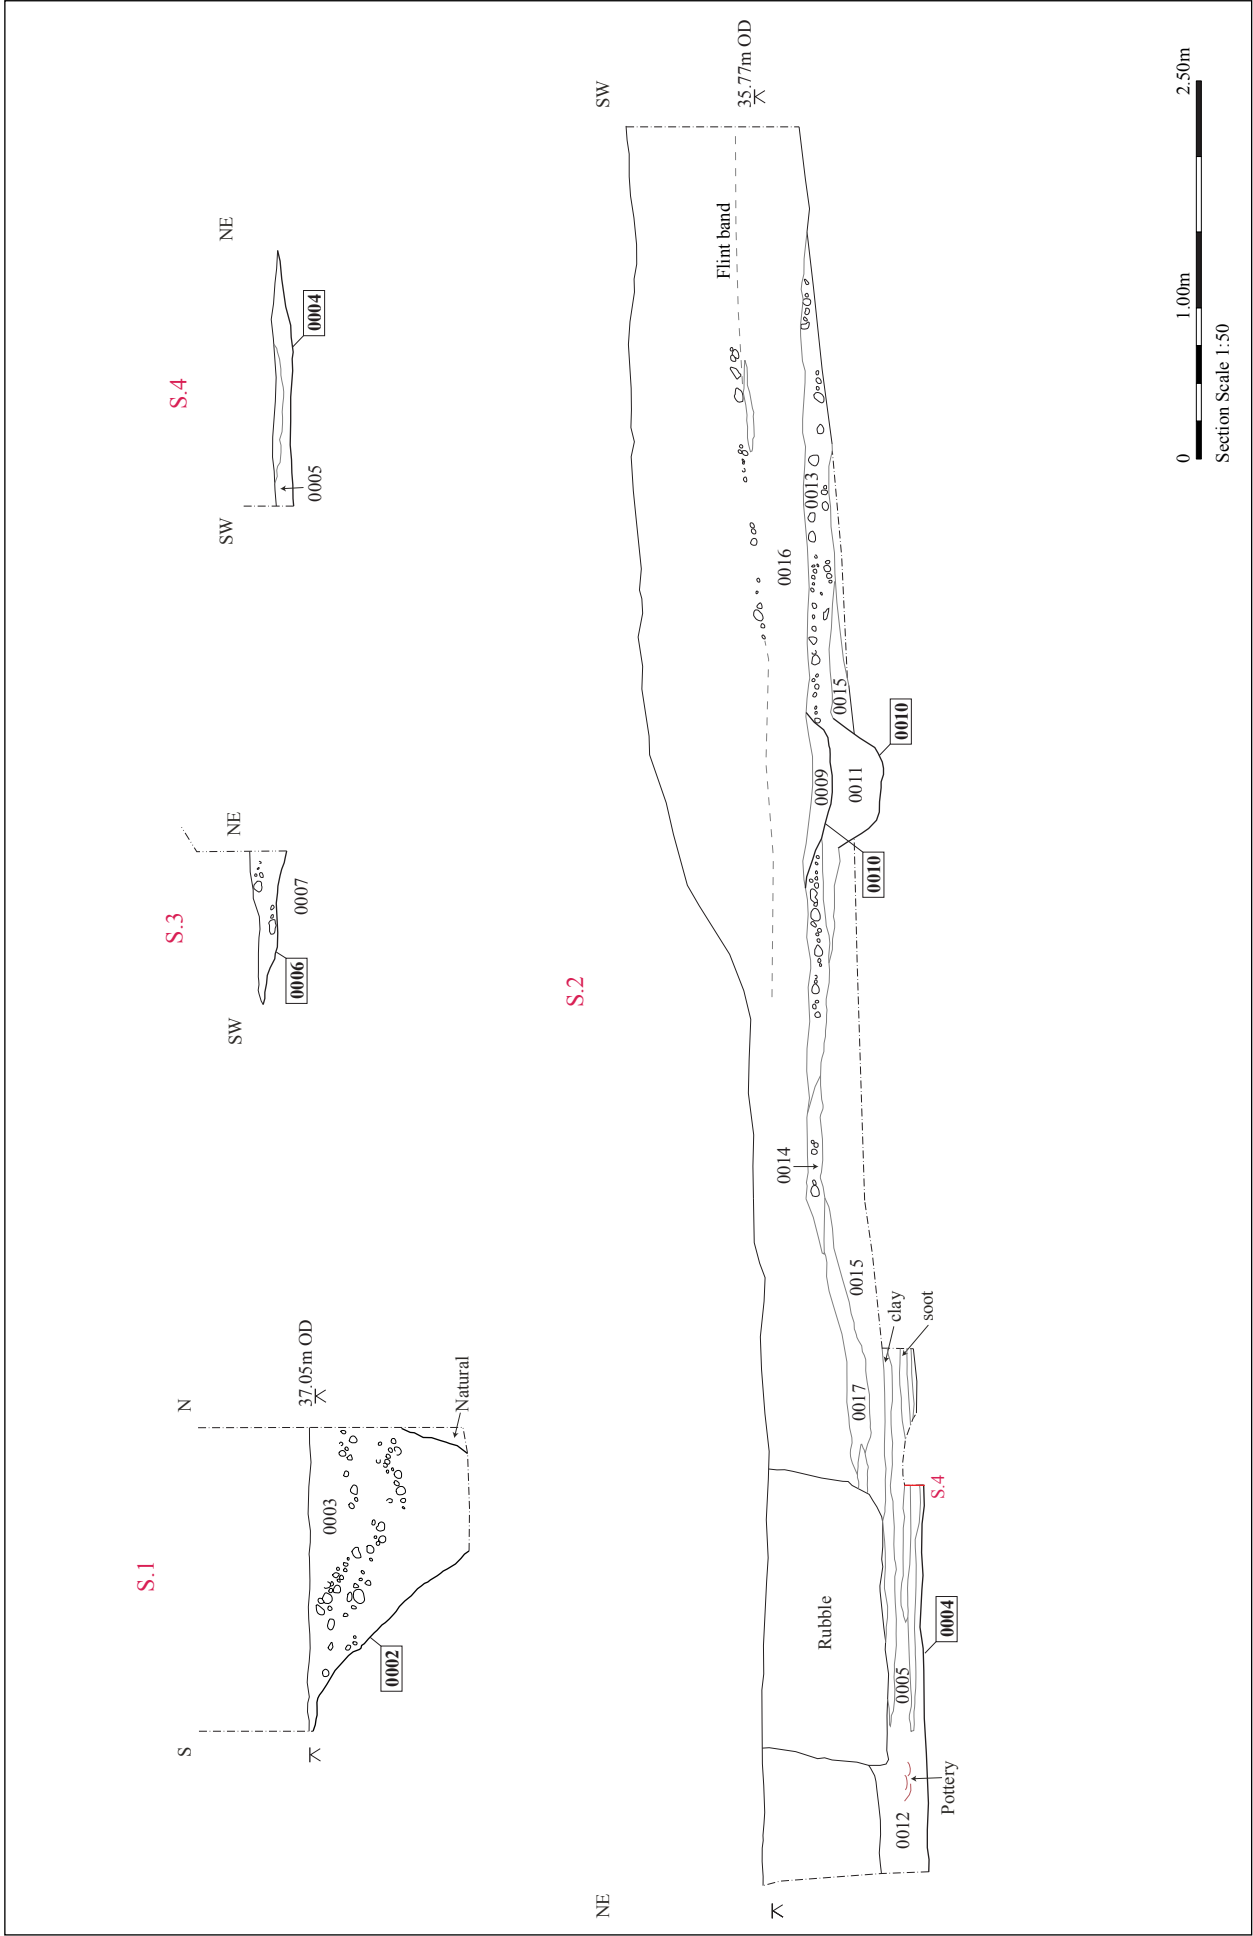 S.1
S
N
37.05m OD
0003
0002
Natural
S.3
SW
NE
0006
0007
S.4
SW
NE
0005
0004
S.2
NE
SW
35.77m OD
Flint band
0016
0013
0014
0015
0009
0011
0010
0010
0015
0017
clay
soot
Rubble
S.4
0005
0004
0012
Pottery
0
1.00m
2.50m
Section Scale 1:50